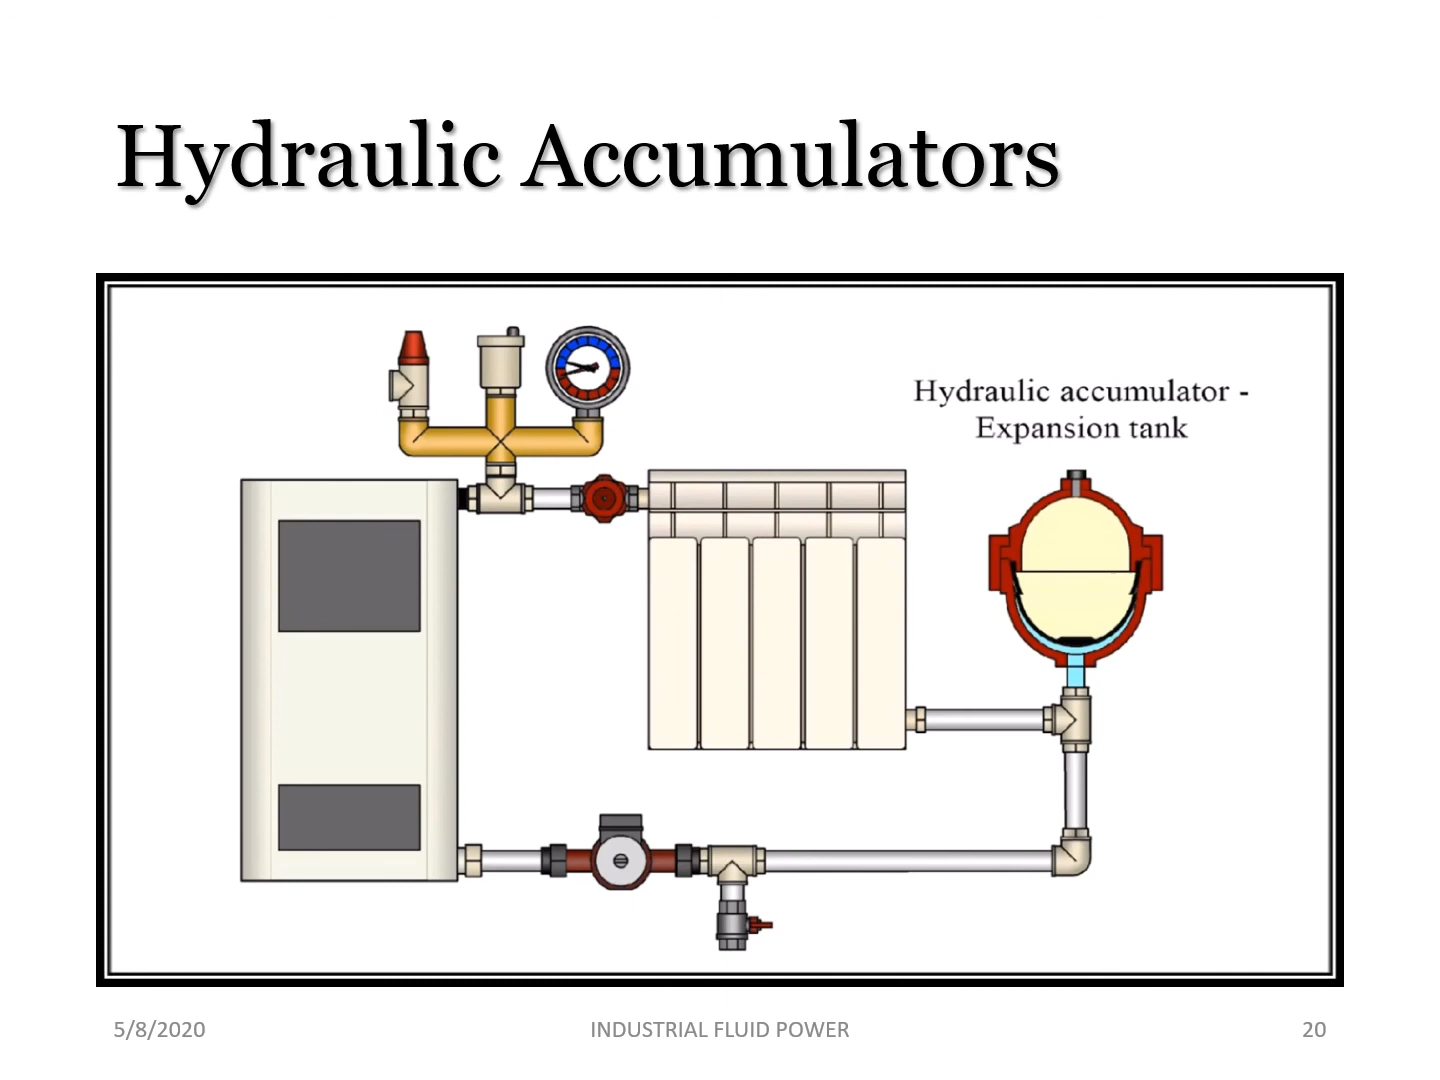 Hydraulic Accumulators
Hydraulic accumulator -
Expansion tank
5/8/2020
INDUSTRIAL FLUID POWER
20